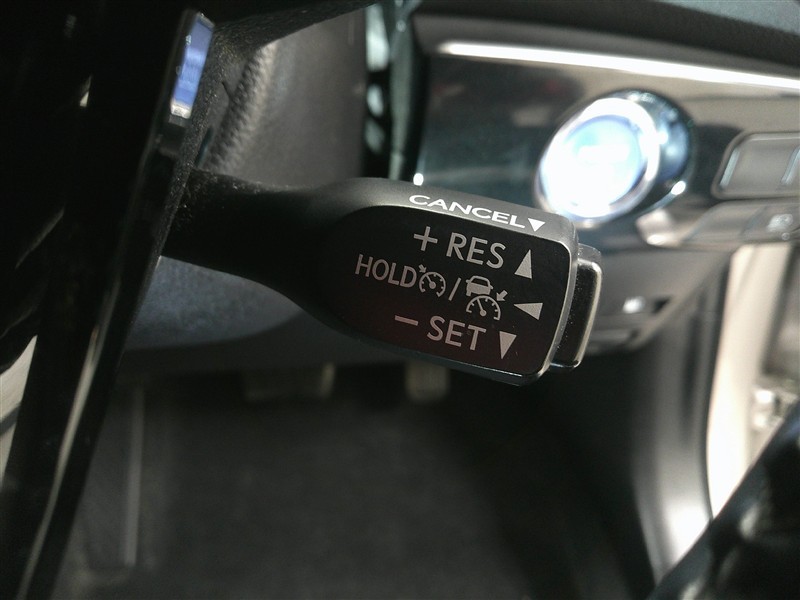 CANCEL
+ RES
HOLD /
− SET